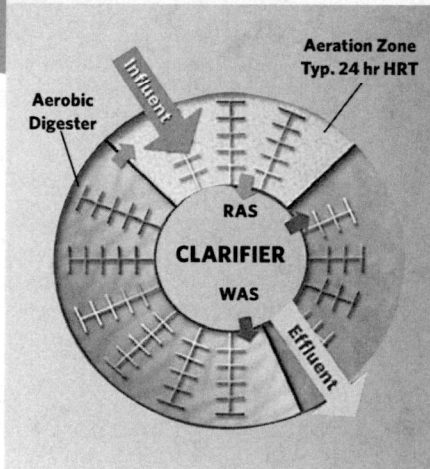 Influent
Aeration Zone
Typ. 24 hr HRT
Aerobic
Digester
RAS
CLARIFIER
WAS
Effluent